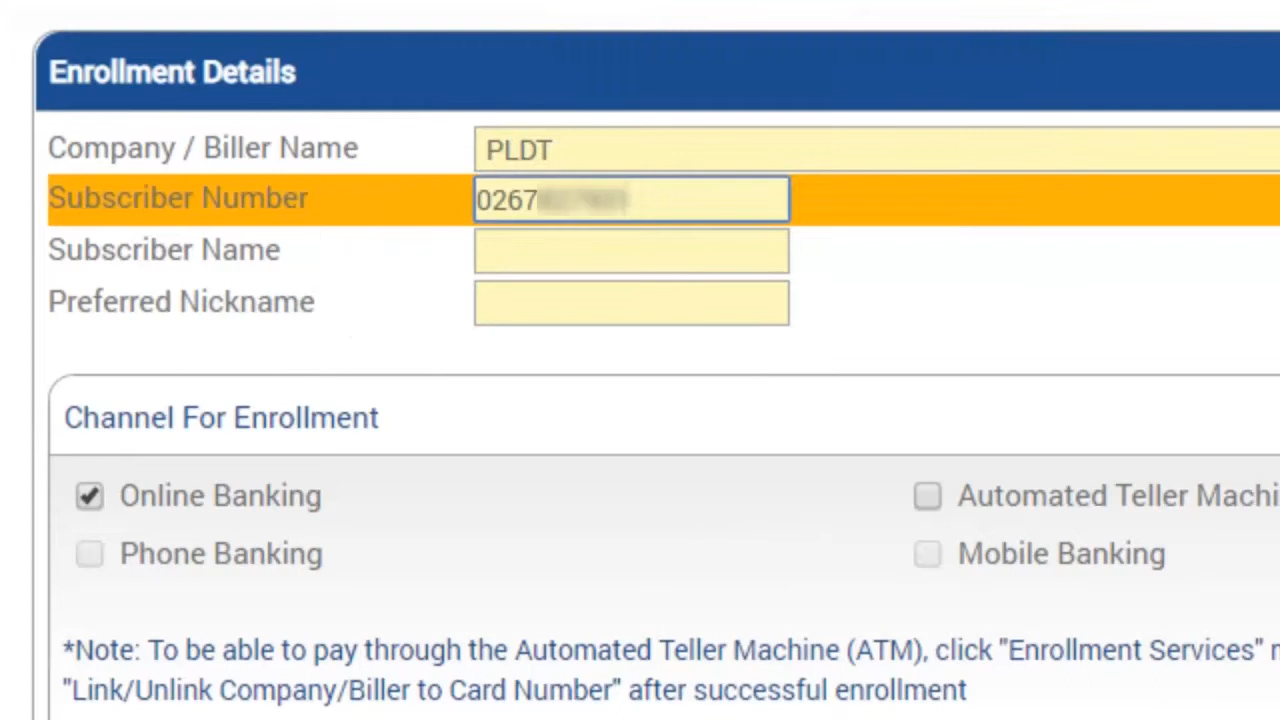 Enrollment Details
Company / Biller Name PLDT
Subscriber Number 0267
Subscriber Name
Preferred Nickname
Channel For Enrollment
Online Banking Automated Teller Machi
Phone Banking Mobile Banking
*Note: To be able to pay through the Automated Teller Machine (ATM), click "Enrollment Services"
"Link/Unlink Company/Biller to Card Number" after successful enrollment